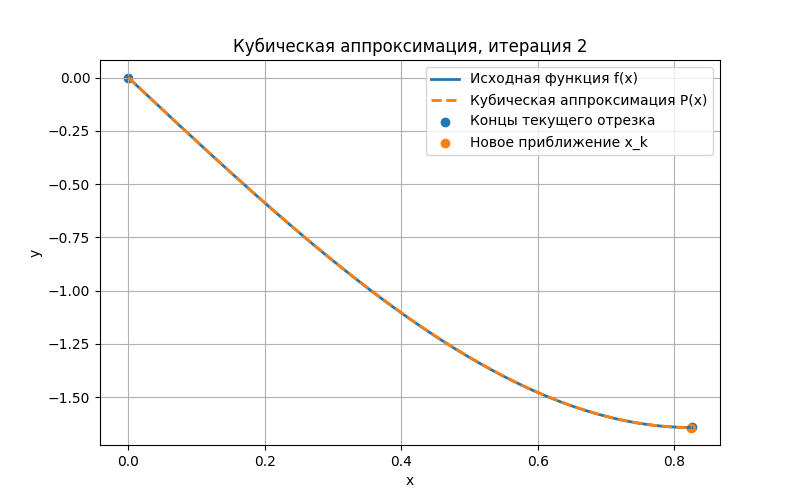 Кубическая аппроксимация, итерация 2
Исходная функция f(x)
Кубическая аппроксимация P(x)
Концы текущего отрезка
Новое приближение x_k
0.00
−0.25
−0.50
−0.75
−1.00
−1.25
−1.50
y
0.0 0.2 0.4 0.6 0.8
x